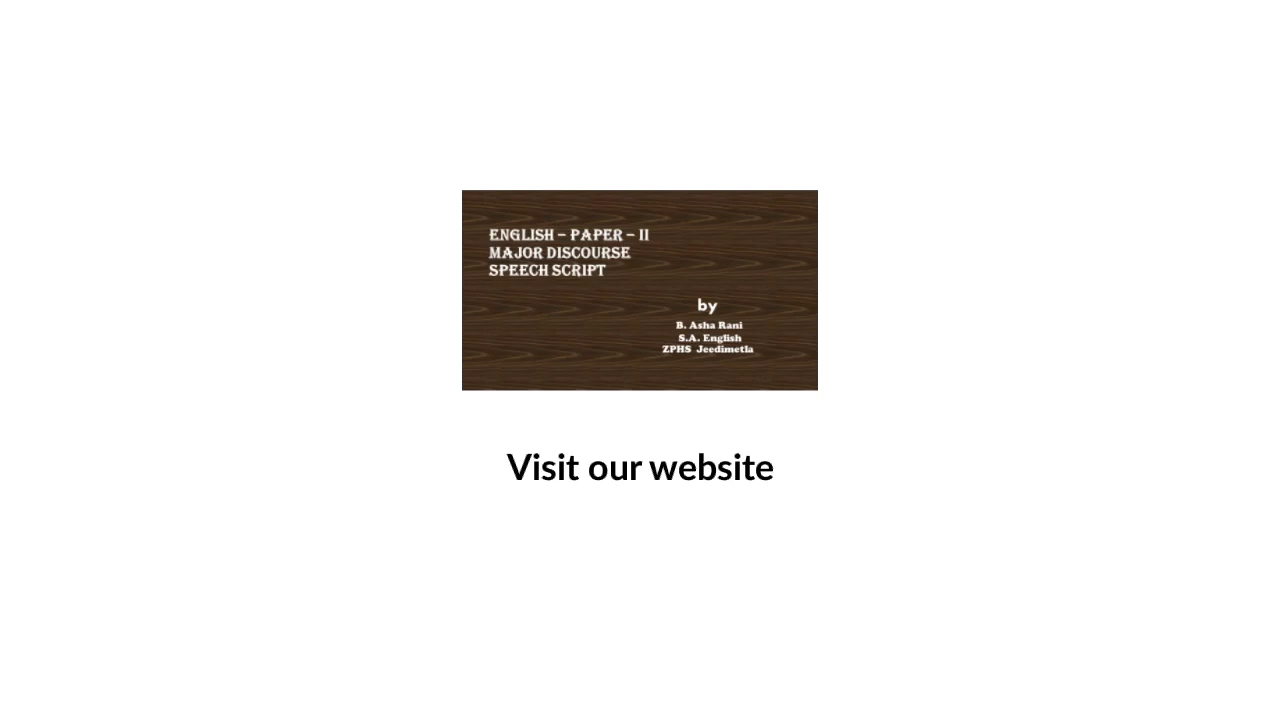 ENGLISH – PAPER – II
MAJOR DISCOURSE
SPEECH SCRIPT
by
B. Asha Rani
S.A. English
ZPHS Jeedimetla
Visit our website